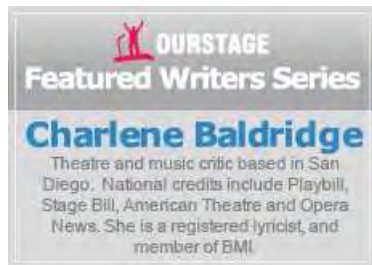 OURSTAGE
Featured Writers Series
Charlene Baldridge
Theatre and music critic based in San
Diego. National credits include Playbill,
Stage Bill, American Theatre and Opera
News. She is a registered lyricist, and
member of BMI.